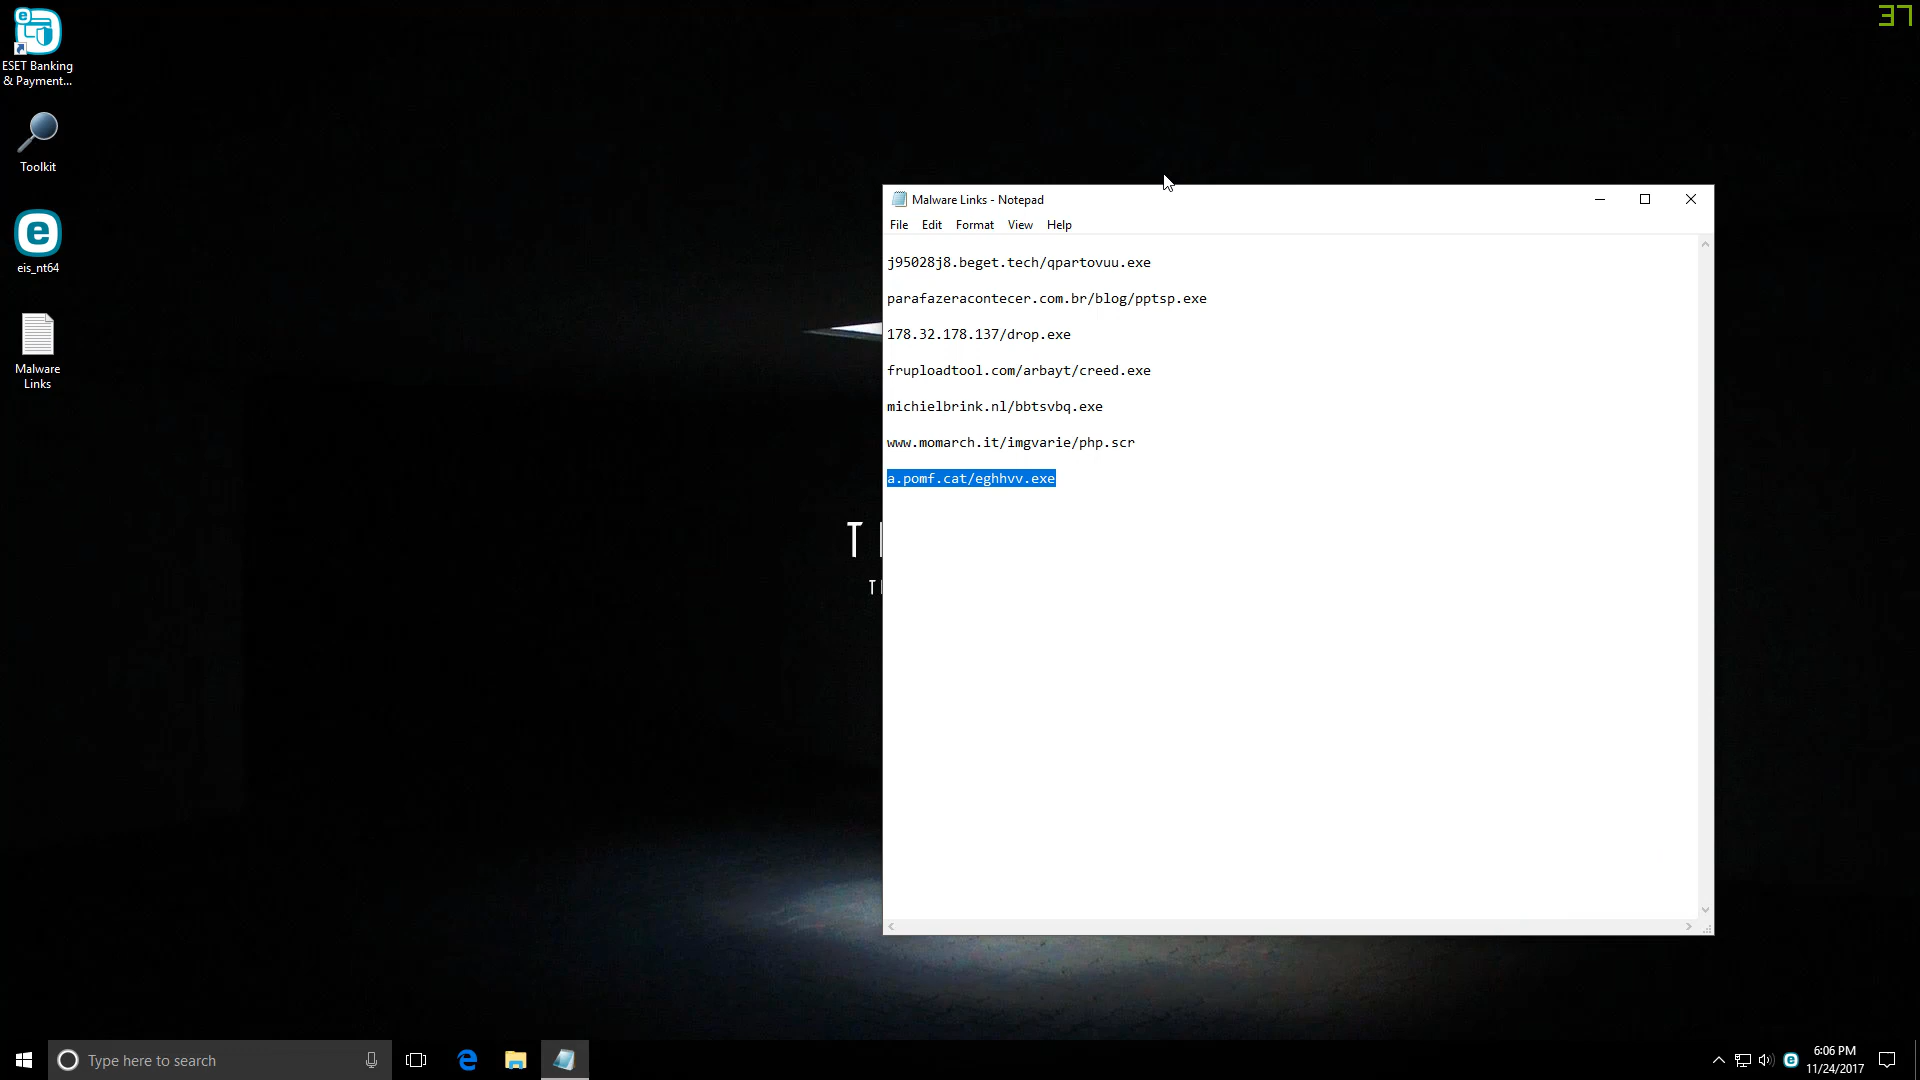 37
ESET Banking
& Payment...
Toolkit
eis_nt64
Malware
Links
Malware Links - Notepad
File Edit Format View Help
j95028j8.beget.tech/qpartovuu.exe
parafazeracontecer.com.br/blog/pptsp.exe
178.32.178.137/drop.exe
fruploadtool.com/arbayt/creed.exe
michielbrink.nl/bbtsvbq.exe
www.momarch.it/imgvarie/php.scr
a.pomf.cat/eghhvv.exe
T
T
Type here to search
6:06 PM
11/24/2017